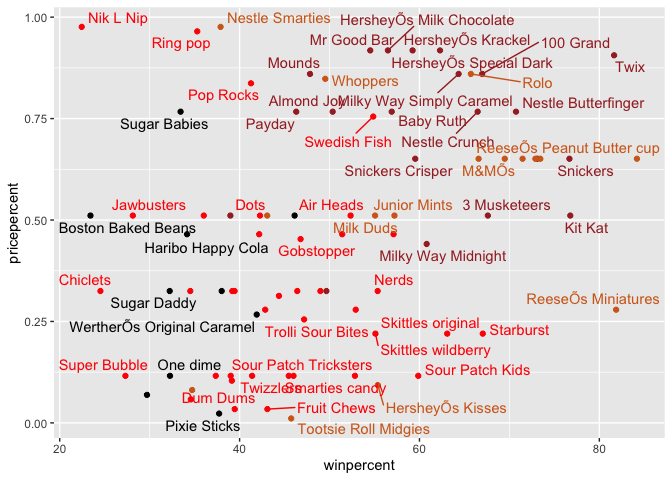 1.00
Nik L Nip
Nestle Smarties
HersheyÕs Milk Chocolate
Ring pop
Mr Good Bar
HersheyÕs Krackel
100 Grand
Mounds
HersheyÕs Special Dark
Twix
Pop Rocks
Whoppers
Rolo
Almond Joy
Milky Way Simply Caramel
Nestle Butterfinger
0.75
Sugar Babies
Payday
Baby Ruth
Swedish Fish
Nestle Crunch
ReeseÕs Peanut Butter cup
Snickers Crisper
M&MÕs
Snickers
Jawbusters
Dots
Air Heads
Junior Mints
3 Musketeers
0.50
Boston Baked Beans
Milk Duds
Kit Kat
Haribo Happy Cola
Gobstopper
Milky Way Midnight
Chiclets
Nerds
Sugar Daddy
ReeseÕs Miniatures
0.25
WertherÕs Original Caramel
Trolli Sour Bites
Skittles original
Starburst
Skittles wildberry
Super Bubble
One dime
Sour Patch Tricksters
Sour Patch Kids
Twizzlers
Smarties candy
Dum Dums
Fruit Chews
HersheyÕs Kisses
0.00
Pixie Sticks
Tootsie Roll Midgies
20
40
60
80
winpercent
pricepercent